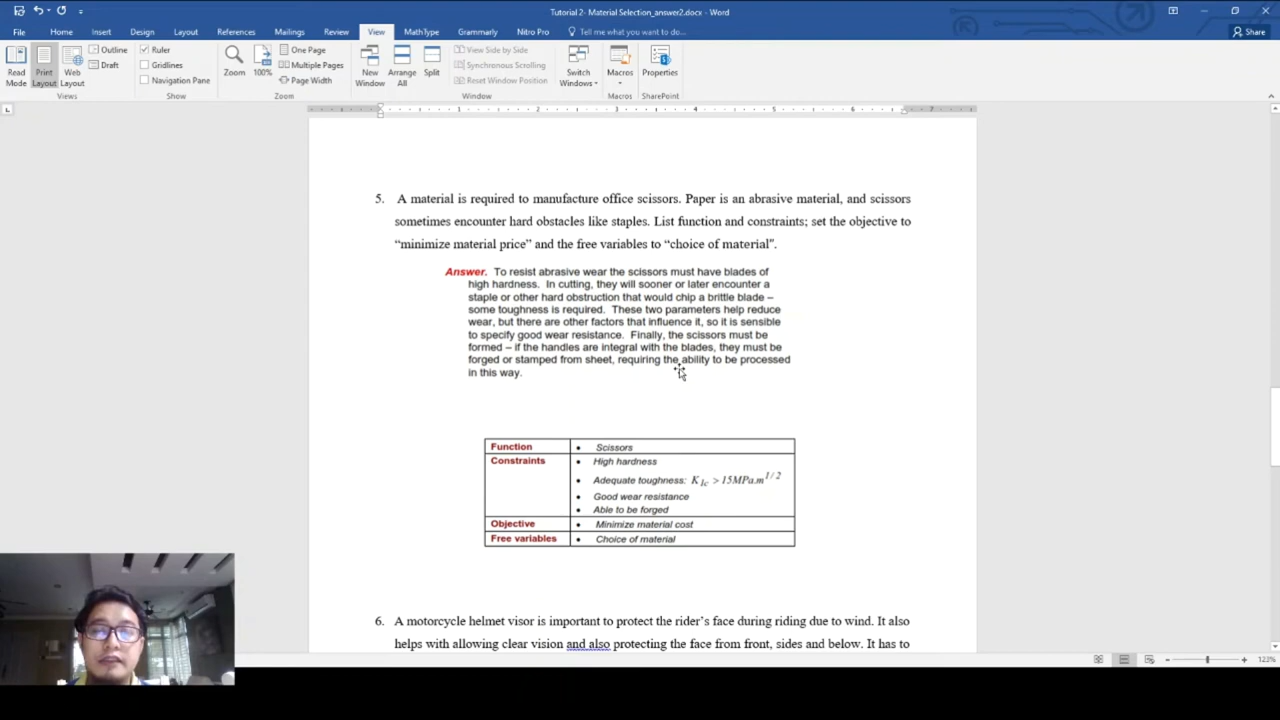 Tutorial 2- Material Selection_answer2.docx - Word
File Home Insert Design Layout References Mailings Review View MathType Grammarly Nitro Pro Tell me what you want to do... Share
Read Mode
Print Layout
Web Layout
Outline
Draft
Views
Ruler
Gridlines
Navigation Pane
Show
Zoom
100%
One Page
Multiple Pages
Page Width
Zoom
New Window
Arrange All
Split
View Side by Side
Synchronous Scrolling
Reset Window Position
Window
Switch Windows
Macros
Macros
Properties
SharePoint
1 2 3 4 5 6 7
5. A material is required to manufacture office scissors. Paper is an abrasive material, and scissors
sometimes encounter hard obstacles like staples. List function and constraints; set the objective to
“minimize material price” and the free variables to “choice of material”.
Answer. To resist abrasive wear the scissors must have blades of
high hardness. In cutting, they will sooner or later encounter a
staple or other hard obstruction that would chip a brittle blade –
some toughness is required. These two parameters help reduce
wear, but there are other factors that influence it, so it is sensible
to specify good wear resistance. Finally, the scissors must be
formed – if the handles are integral with the blades, they must be
forged or stamped from sheet, requiring the ability to be processed
in this way.
Function • Scissors
Constraints • High hardness
• Adequate toughness: K1c > 15MPa.m^1/2
• Good wear resistance
• Able to be forged
Objective • Minimize material cost
Free variables • Choice of material
6. A motorcycle helmet visor is important to protect the rider’s face during riding due to wind. It also
helps with allowing clear vision and also protecting the face from front, sides and below. It has to
123%